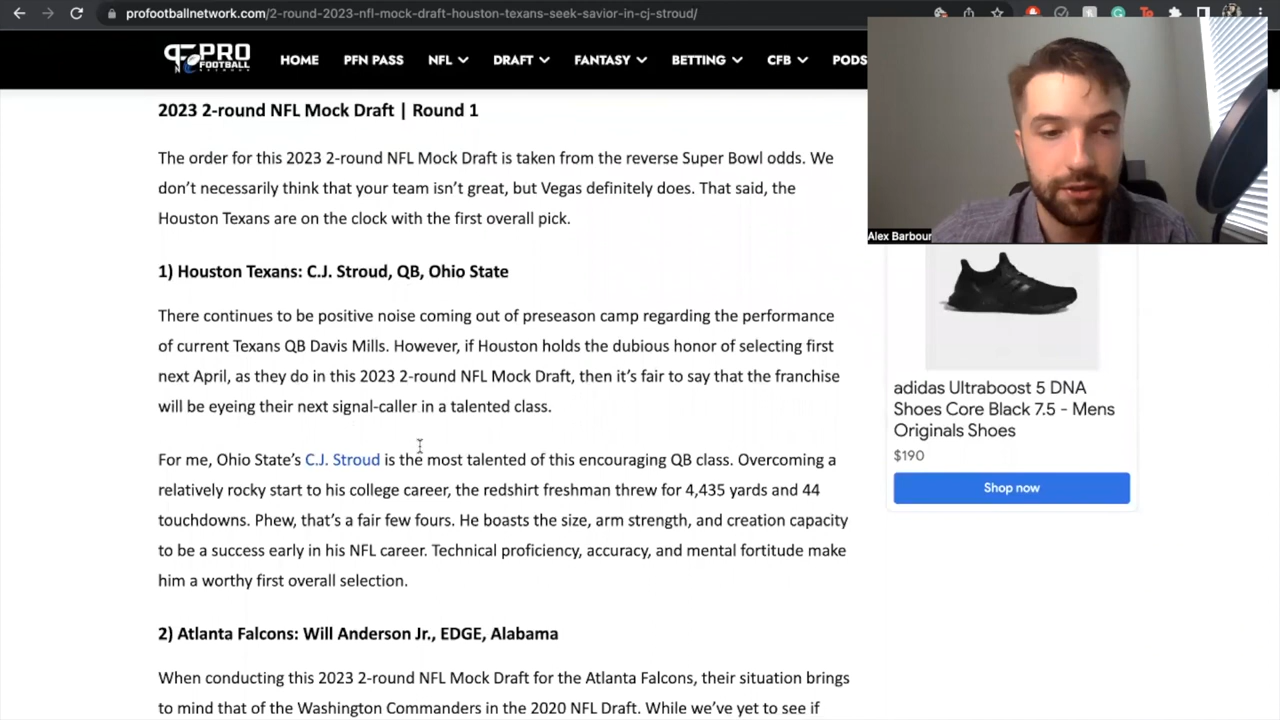 profootballnetwork.com/2-round-2023-nfl-mock-draft-houston-texans-seek-savior-in-cj-stroud/
PRO FOOTBALL NETWORK
HOME PFN PASS NFL DRAFT FANTASY BETTING CFB PODS
2023 2-round NFL Mock Draft | Round 1
The order for this 2023 2-round NFL Mock Draft is taken from the reverse Super Bowl odds. We
don’t necessarily think that your team isn’t great, but Vegas definitely does. That said, the
Houston Texans are on the clock with the first overall pick.
Alex Barbour
1) Houston Texans: C.J. Stroud, QB, Ohio State
There continues to be positive noise coming out of preseason camp regarding the performance
of current Texans QB Davis Mills. However, if Houston holds the dubious honor of selecting first
next April, as they do in this 2023 2-round NFL Mock Draft, then it’s fair to say that the franchise
will be eyeing their next signal-caller in a talented class.
For me, Ohio State’s C.J. Stroud is the most talented of this encouraging QB class. Overcoming a
relatively rocky start to his college career, the redshirt freshman threw for 4,435 yards and 44
touchdowns. Phew, that’s a fair few fours. He boasts the size, arm strength, and creation capacity
to be a success early in his NFL career. Technical proficiency, accuracy, and mental fortitude make
him a worthy first overall selection.
2) Atlanta Falcons: Will Anderson Jr., EDGE, Alabama
When conducting this 2023 2-round NFL Mock Draft for the Atlanta Falcons, their situation brings
to mind that of the Washington Commanders in the 2020 NFL Draft. While we’ve yet to see if
adidas Ultraboost 5 DNA
Shoes Core Black 7.5 - Mens
Originals Shoes
$190
Shop now